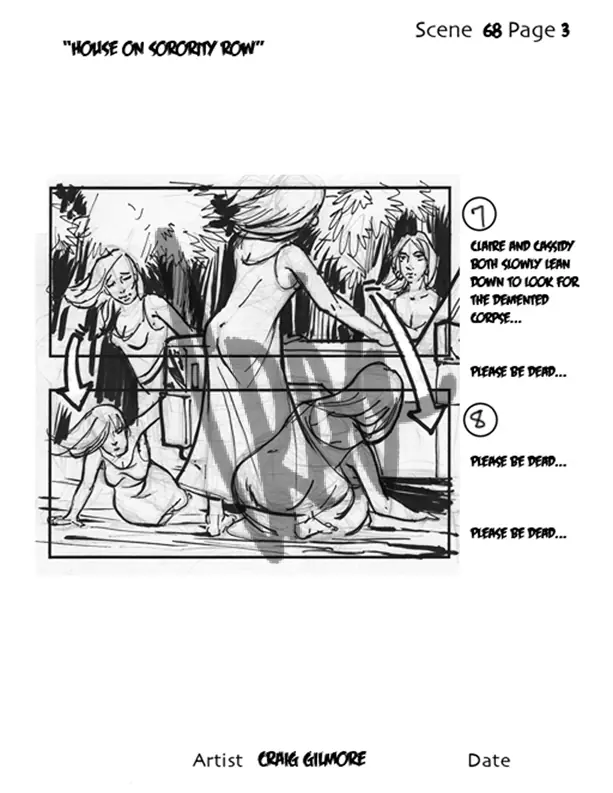 Scene 68 Page 3
"HOUSE ON SORORITY ROW"
7
CLAIRE AND CASSIDY
BOTH SLOWLY LEAN
DOWN TO LOOK FOR
THE DEMENTED
CORPSE...
PLEASE BE DEAD...
8
PLEASE BE DEAD...
PLEASE BE DEAD...
Artist CRAIG GILMORE
Date